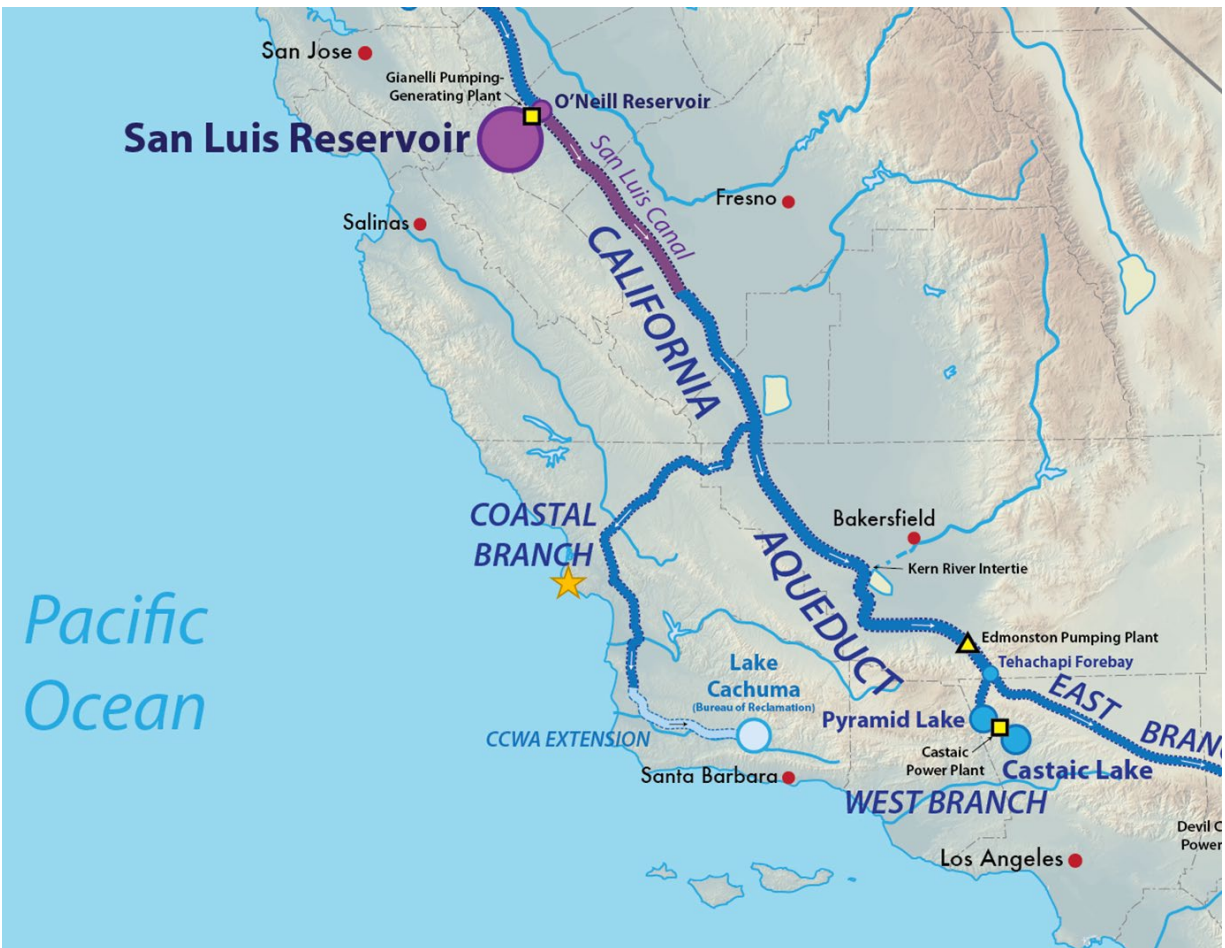 San Jose
Gianelli Pumping-
Generating Plant
O'Neill Reservoir
San Luis Reservoir
San Luis Canal
Fresno
Salinas
CALIFORNIA
COASTAL
BRANCH
Bakersfield
AQUEDUCT
Kern River Intertie
Pacific
Ocean
Edmonston Pumping Plant
Tehachapi Forebay
Lake
Cachuma
(Bureau of Reclamation)
EAST BRANC
Pyramid Lake
CCWA EXTENSION
Castaic
Power Plant
Castaic Lake
Santa Barbara
WEST BRANCH
Devil C
Power
Los Angeles